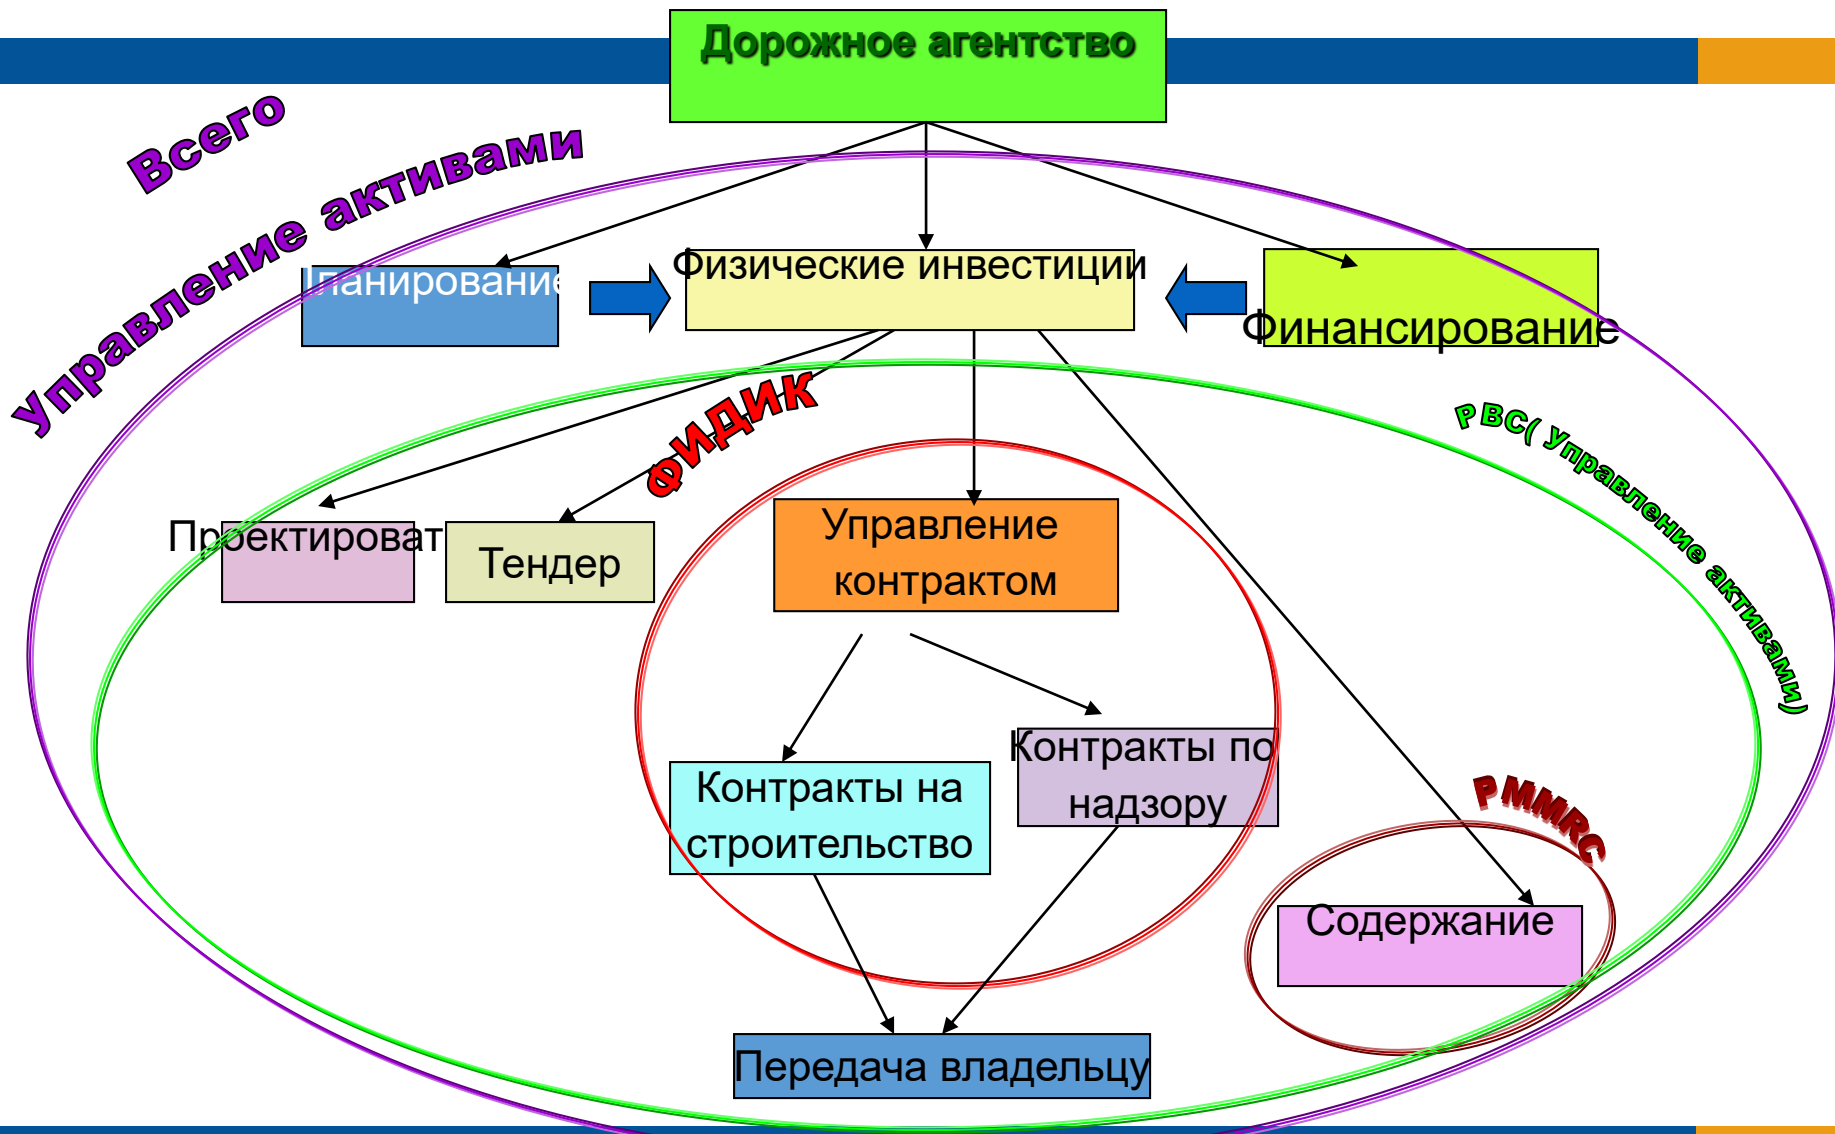 Дорожное агентство
Всего
Управление активами
Планирование
Физические инвестиции
Финансирование
ФИДИК
РВС( Управление активами)
Проектироват
Тендер
Управление
контрактом
Контракты на
строительство
Контракты по
надзору
PMMRC
Содержание
Передача владельцу